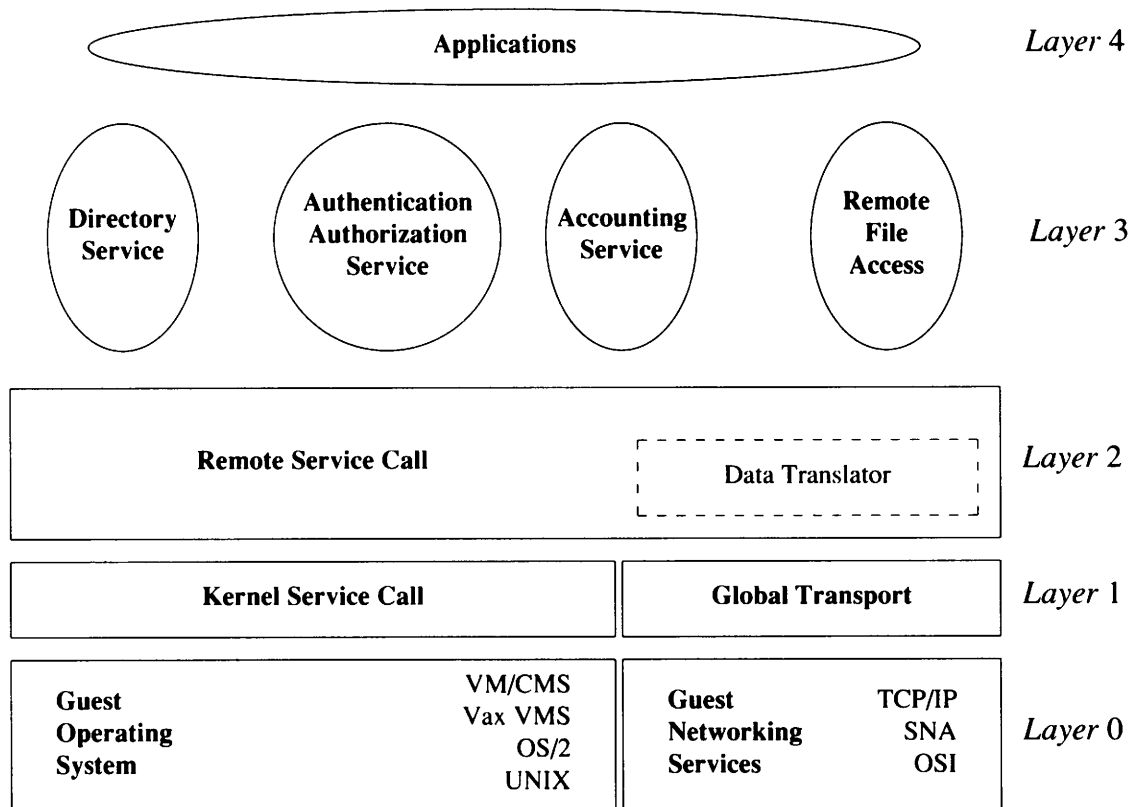 Applications
Layer 4
Directory
Service
Authentication
Authorization
Service
Accounting
Service
Remote
File
Access
Layer 3
Remote Service Call
Data Translator
Layer 2
Kernel Service Call
Global Transport
Layer 1
Guest
Operating
System
VM/CMS
Vax VMS
OS/2
UNIX
Guest
Networking
Services
TCP/IP
SNA
OSI
Layer 0